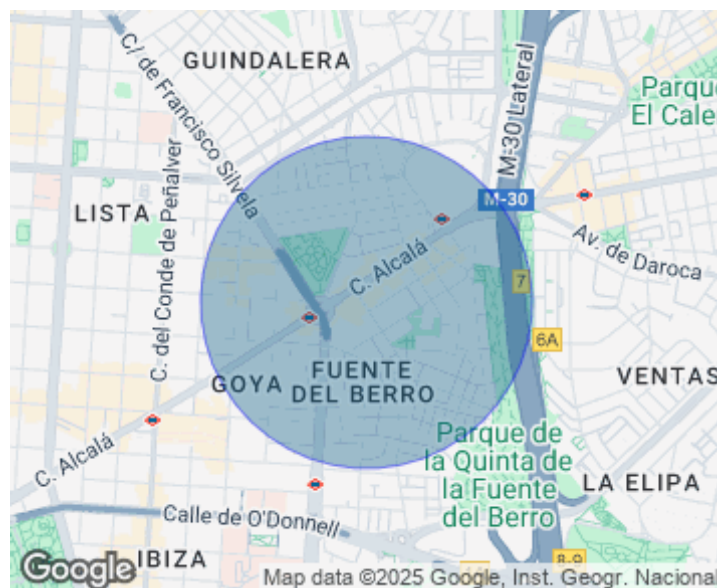 C/ de Francisco Silvela
GUINDALERA
M-30 Lateral
Parque
El Cale
LISTA
C. del Conde de Peñalver
M-30
C. Alcalá
Av. de Daroca
7
6A
FUENTE
DEL BERRO
GOYA
VENTAS
C. Alcalá
Parque de
la Quinta de
la Fuente
del Berro
LA ELIPA
Calle de O'Donnell
IBIZA
8-9
Google
Map data ©2025 Google, Inst. Geogr. Nacional